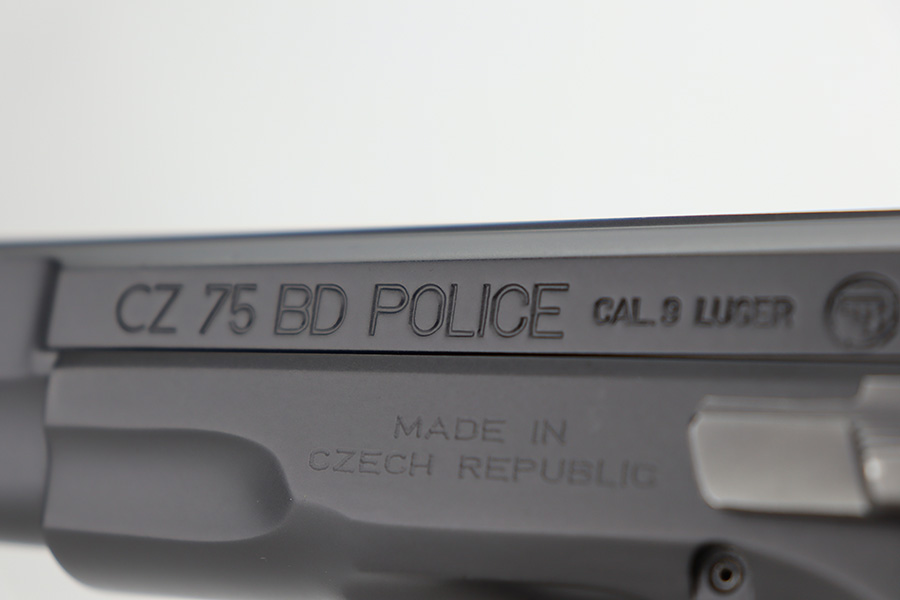 CZ 75 BD POLICE CAL. 9 LUGER
MADE IN
CZECH REPUBLIC